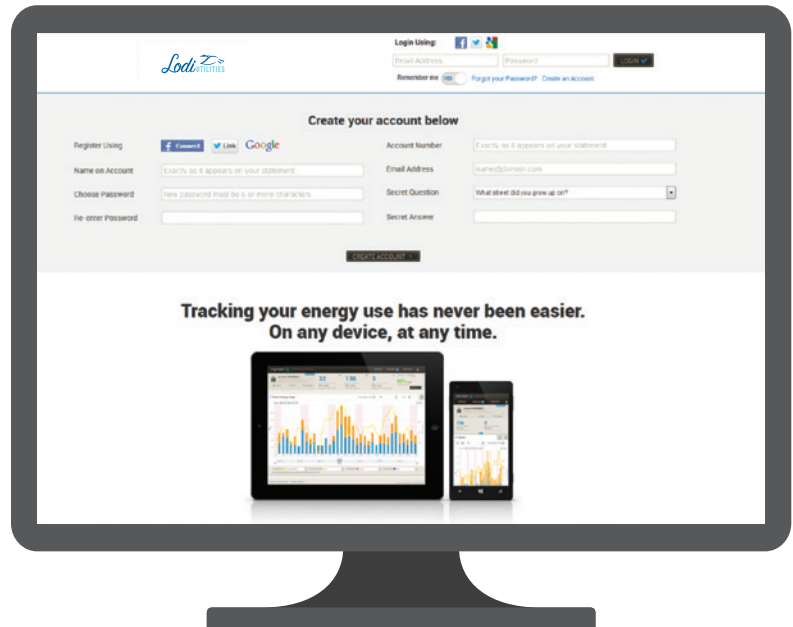 Lodi UTILITIES
Login Using:
Email Address
Password
LOGIN
Remember me YES Forgot your Password? Create an Account
Create your account below
Register Using
Connect
Link
Google
Name on Account
Exactly as it appears on your statement
Choose Password
New password must be 6 or more characters
Re-enter Password
Account Number
Exactly as it appears on your statement
Email Address
name@domain.com
Secret Question
What street did you grow up on?
Secret Answer
CREATE ACCOUNT
Tracking your energy use has never been easier.
On any device, at any time.